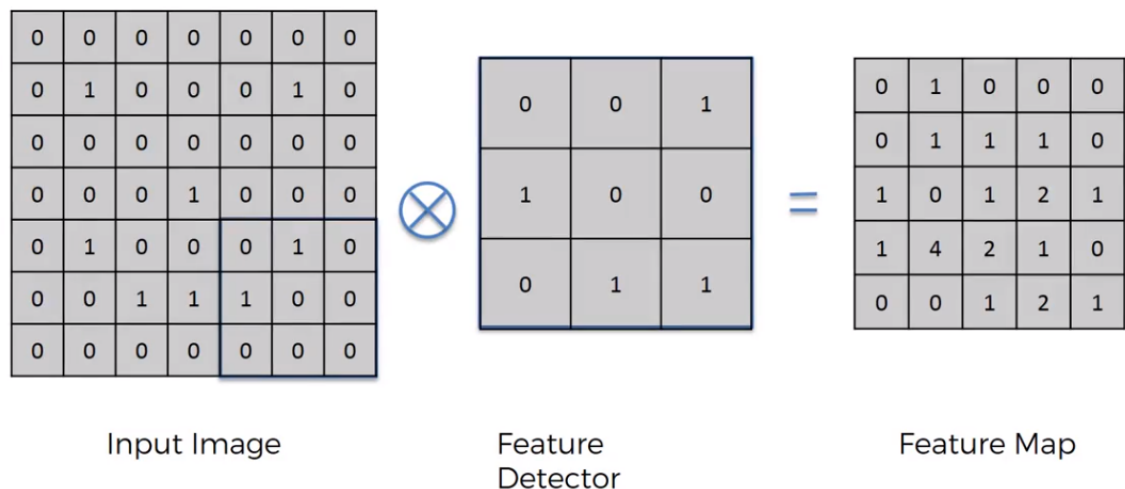 0 0 0 0 0 0 0
0 1 0 0 0 1 0
0 0 0 0 0 0 0
0 0 0 1 0 0 0
0 1 0 0 0 1 0
0 0 1 1 1 0 0
0 0 0 0 0 0 0
Input Image
0 0 1
1 0 0
0 1 1
Feature
Detector
=
0 1 0 0 0
0 1 1 1 0
1 0 1 2 1
1 4 2 1 0
0 0 1 2 1
Feature Map